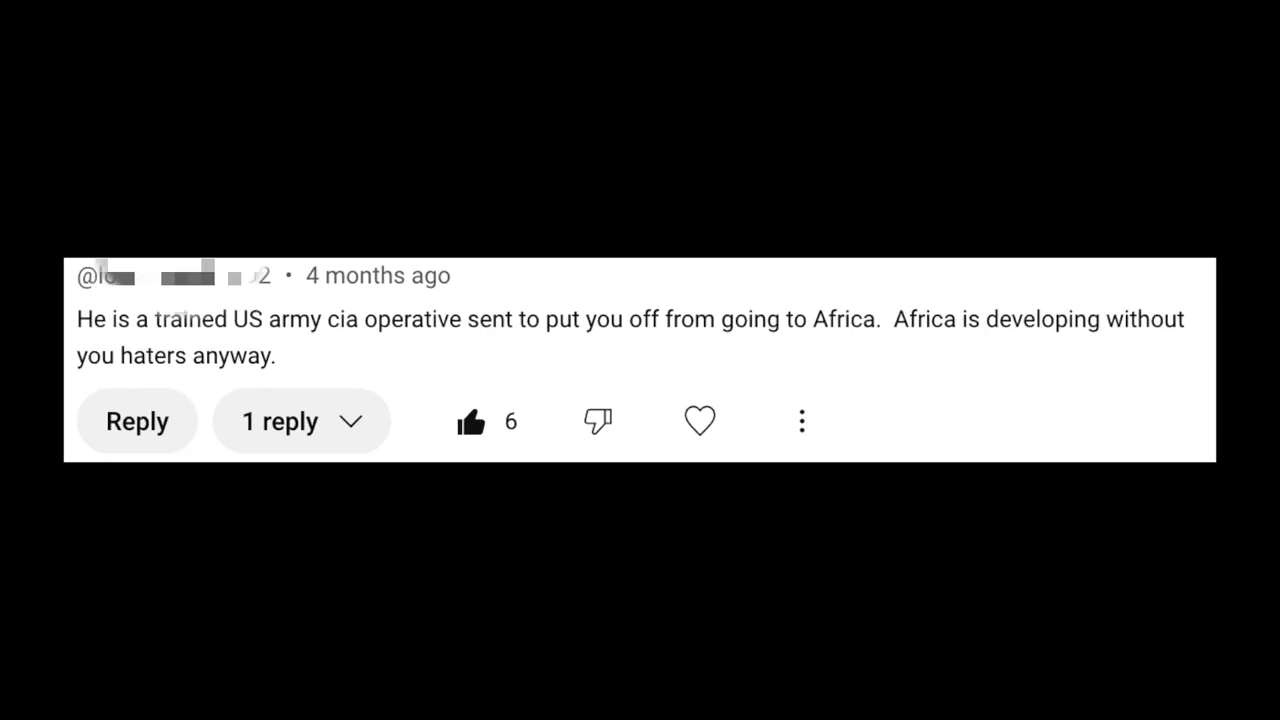 • 4 months ago
He is a trained US army cia operative sent to put you off from going to Africa.  Africa is developing without
you haters anyway.
Reply 1 reply 6